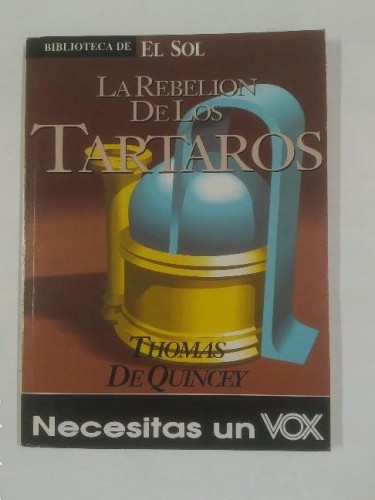 BIBLIOTECA DE EL SOL
LA REBELION
DE LOS
TARTAROS
THOMAS
DE QUINCEY
Necesitas un VOX